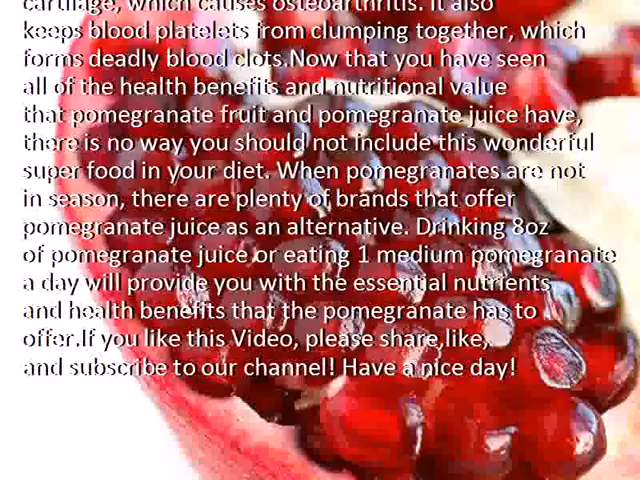 cartilage, which causes osteoarthritis. It also
keeps blood platelets from clumping together, which
forms deadly blood clots.Now that you have seen
all of the health benefits and nutritional value
that pomegranate fruit and pomegranate juice have,
there is no way you should not include this wonderful
super food in your diet. When pomegranates are not
in season, there are plenty of brands that offer
pomegranate juice as an alternative. Drinking 8oz
of pomegranate juice or eating 1 medium pomegranate
a day will provide you with the essential nutrients
and health benefits that the pomegranate has to
offer.If you like this Video, please share,like,
and subscribe to our channel! Have a nice day!